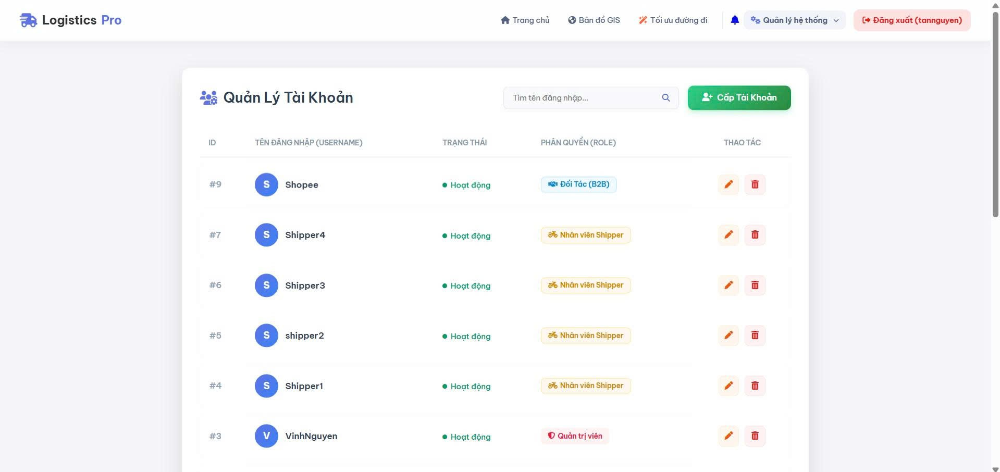 Logistics Pro
Trang chủ
Bản đồ GIS
Tối ưu đường đi
Quản lý hệ thống
Đăng xuất (tannguyen)
Quản Lý Tài Khoản
Tìm tên đăng nhập...
Cấp Tài Khoản
ID TÊN ĐĂNG NHẬP (USERNAME) TRẠNG THÁI PHÂN QUYỀN (ROLE) THAO TÁC
#9 S Shopee Hoạt động Đối Tác (B2B)
#7 S Shipper4 Hoạt động Nhân viên Shipper
#6 S Shipper3 Hoạt động Nhân viên Shipper
#5 S shipper2 Hoạt động Nhân viên Shipper
#4 S Shipper1 Hoạt động Nhân viên Shipper
#3 V VinhNguyen Hoạt động Quản trị viên